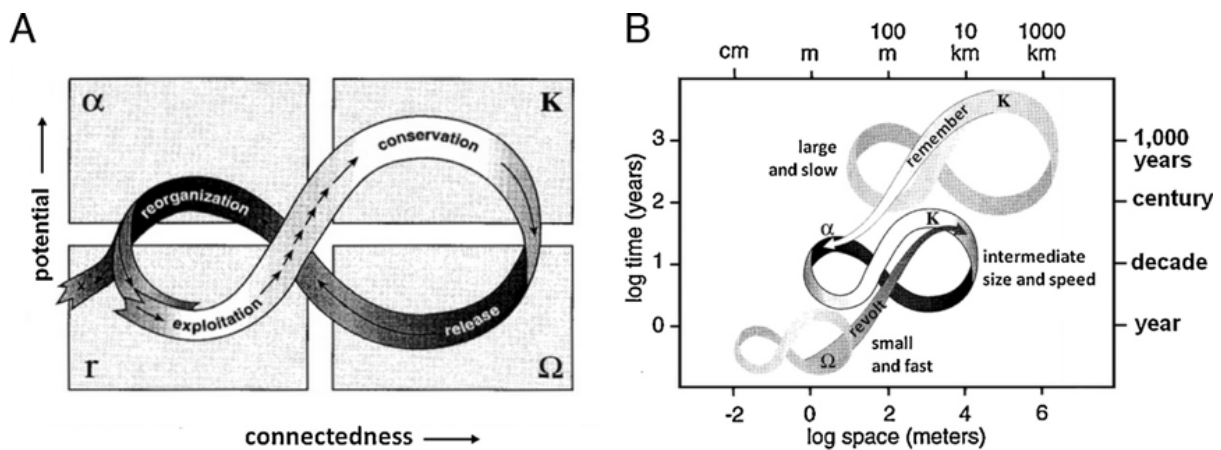 A
α
K
conservation
reorganization
potential
exploitation
release
r
Ω
connectedness
B
cm
m
100
m
10
km
1000
km
K
remember
large
and slow
α
K
intermediate
size and speed
revolt
small
and fast
Ω
3
2
1
0
log time (years)
1,000
years
century
decade
year
-2
0
2
4
6
log space (meters)